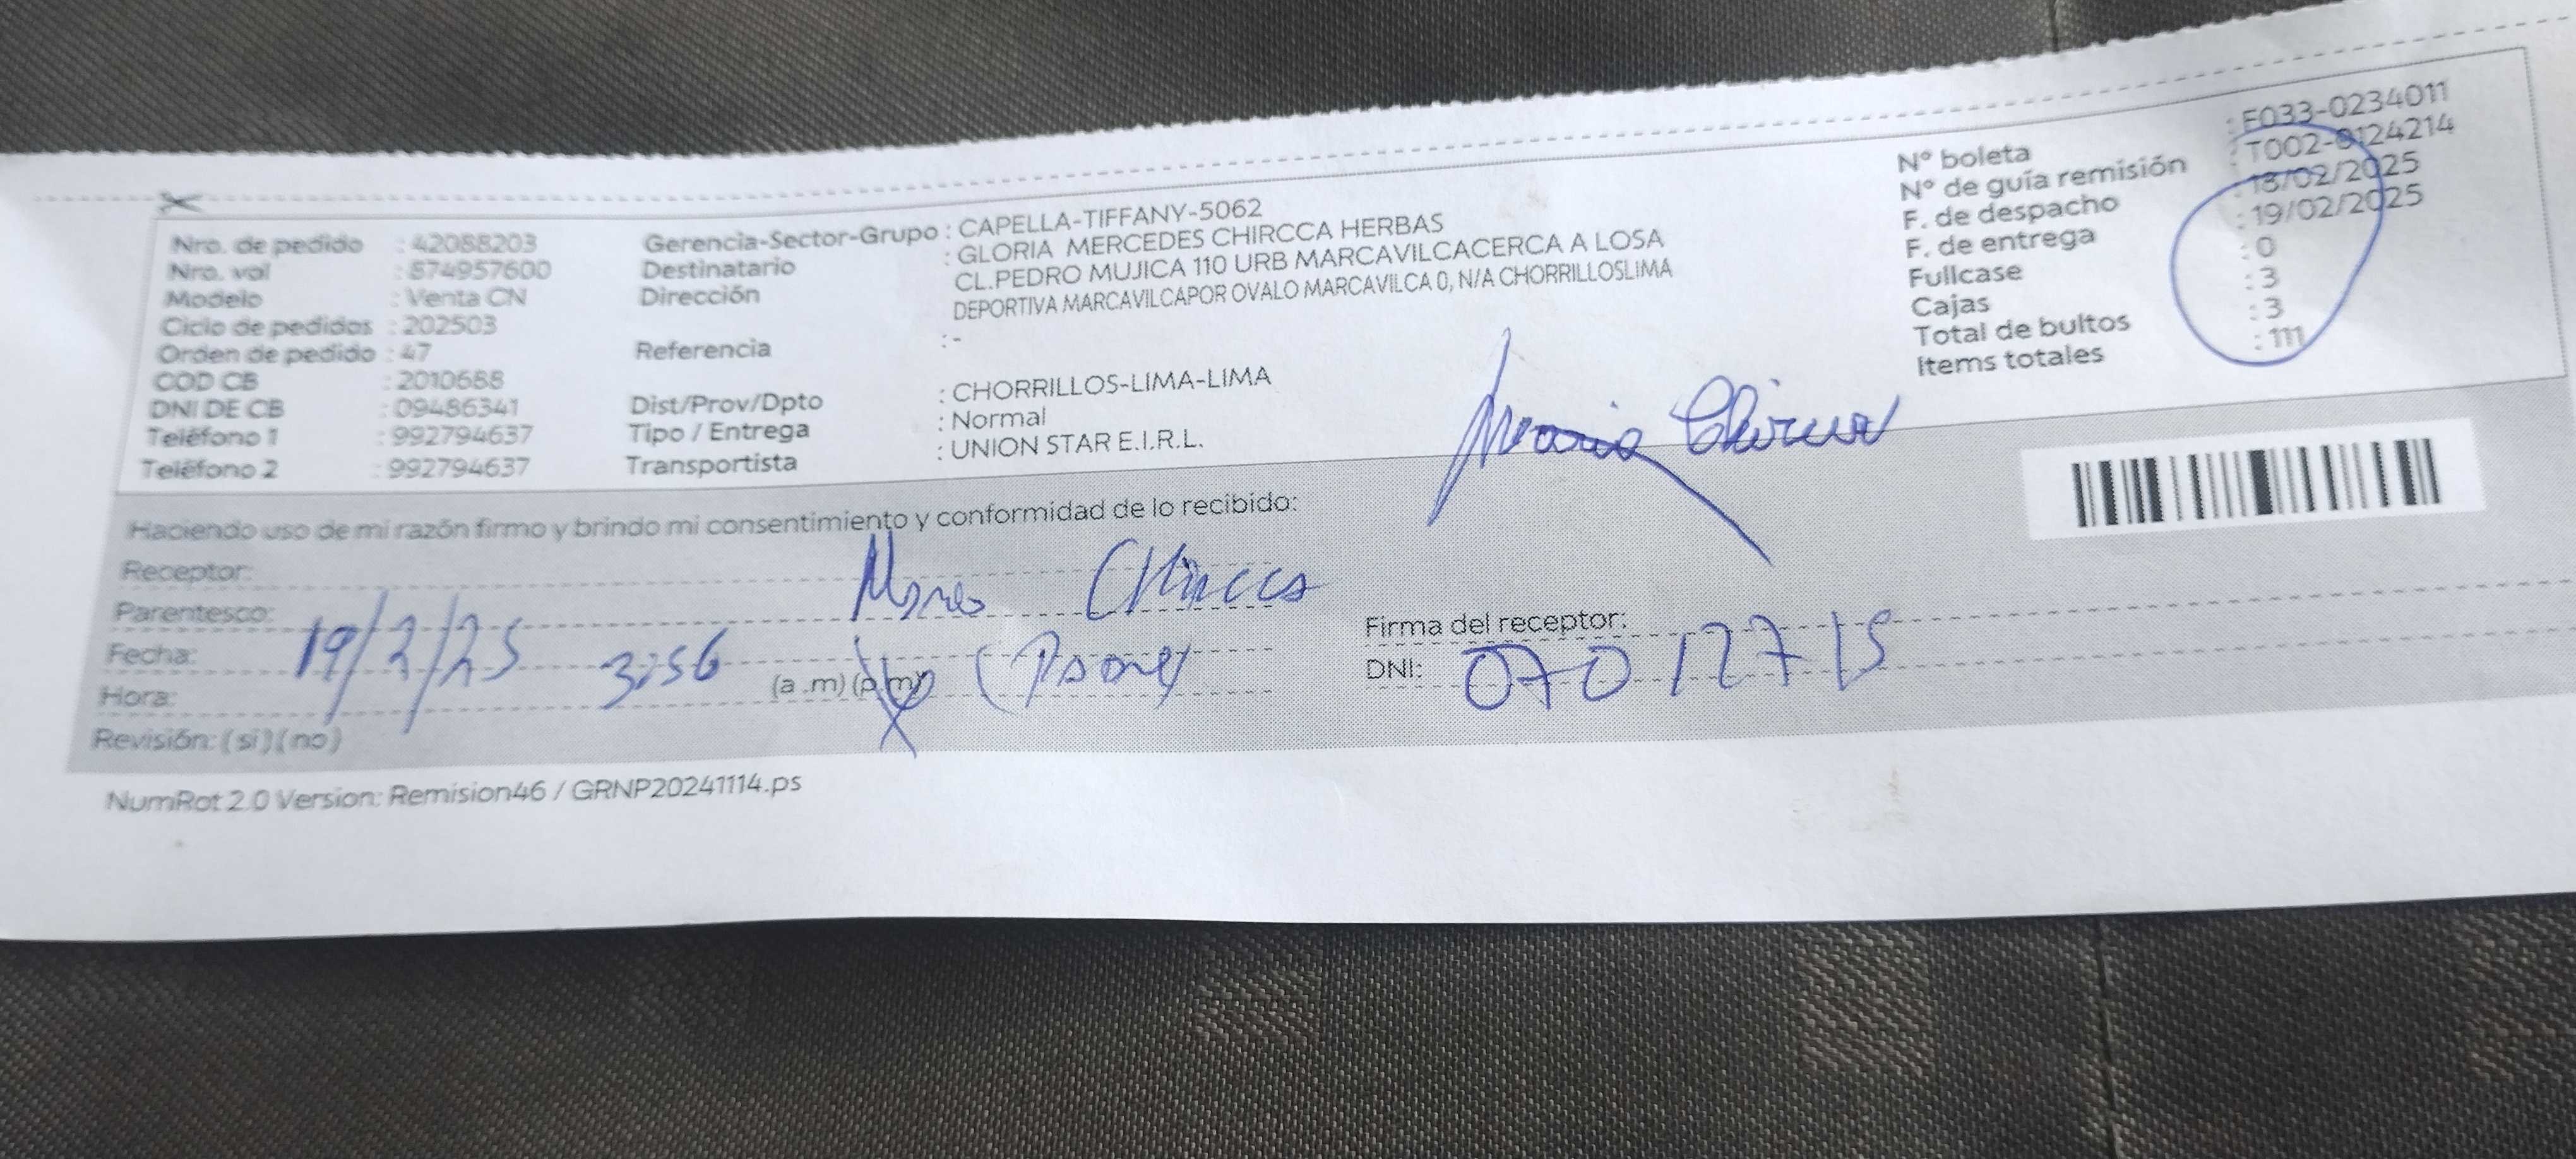 Nro. de pedido : 42088203
Nro. val : 874957600
Modelo : Venta CN
Ciclo de pedidos : 202503
Orden de pedido : 47
COD CB : 2010688
DNI DE CB : 09486341
Teléfono 1 : 992794637
Teléfono 2 : 992794637
Gerencia-Sector-Grupo : CAPELLA-TIFFANY-5062
Destinatario : GLORIA MERCEDES CHIRCCA HERBAS
Dirección CL.PEDRO MUJICA 110 URB MARCAVILCACERCA A LOSA
DEPORTIVA MARCAVILCAPOR OVALO MARCAVILCA 0, N/A CHORRILLOSLIMA
Referencia :-
Dist/Prov/Dpto : CHORRILLOS-LIMA-LIMA
Tipo / Entrega : Normal
Transportista : UNION STAR E.I.R.L.
N° boleta : F033-0234011
N° de guía remisión : T002-0124214
F. de despacho : 18/02/2025
F. de entrega : 19/02/2025
Fullcase : 0
Cajas : 3
Total de bultos : 3
Items totales : 111
Maria Chircca
Haciendo uso de mi razón firmo y brindo mi consentimiento y conformidad de lo recibido:
Receptor:
Chircca
Parentesco:
Fecha: 19/2/25
Hora: 3:56 (a .m) (p.m)
Revisión: (si) (no)
Firma del receptor:
DNI: 07012715
NumRot 2.0 Version: Remision46 / GRNP20241114.ps